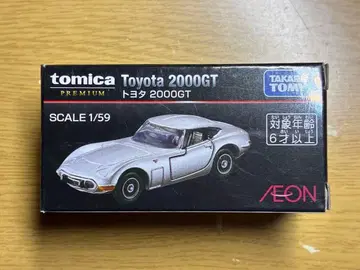 tomica
PREMIUM
Toyota 2000GT
トヨタ 2000GT
TAKARA
TOMY
SCALE 1/59
対象年齢
6才以上
ÆON